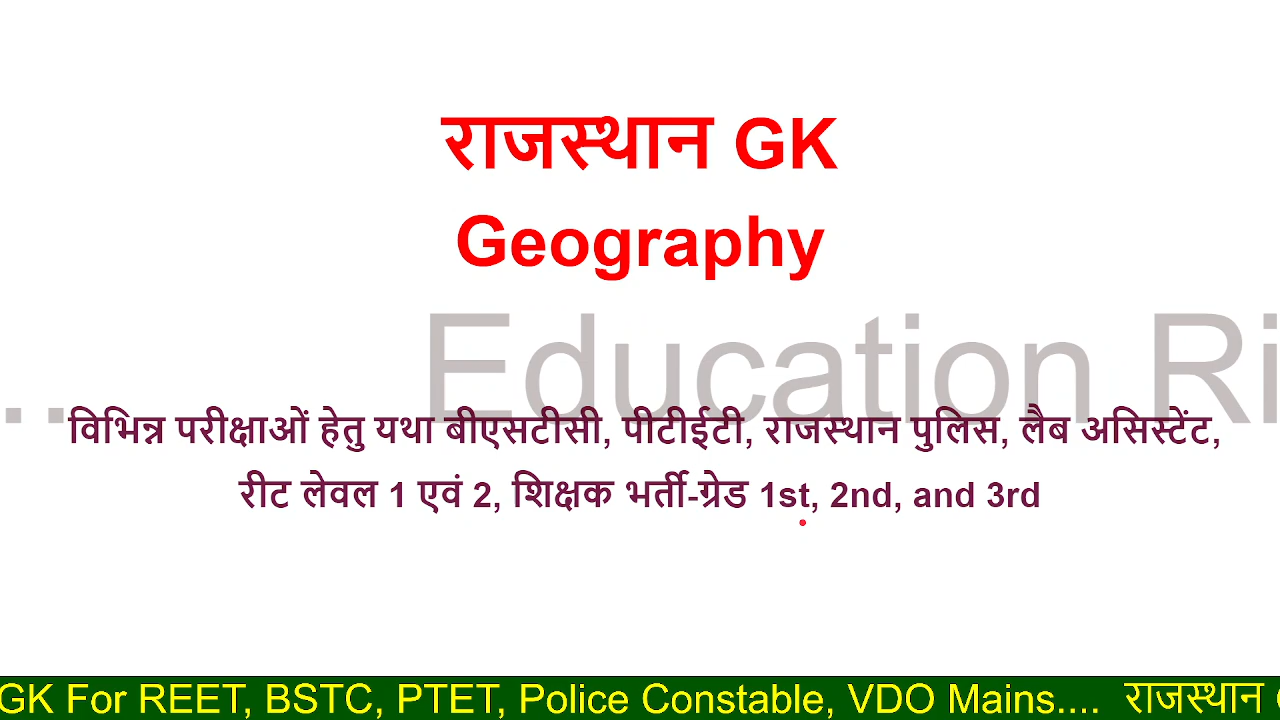 राजस्थान GK
Geography
Education Ri
विभिन्न परीक्षाओं हेतु यथा बीएसटीसी, पीटीईटी, राजस्थान पुलिस, लैब असिस्टेंट,
रीट लेवल 1 एवं 2, शिक्षक भर्ती-ग्रेड 1st, 2nd, and 3rd
GK For REET, BSTC, PTET, Police Constable, VDO Mains.... राजस्थान